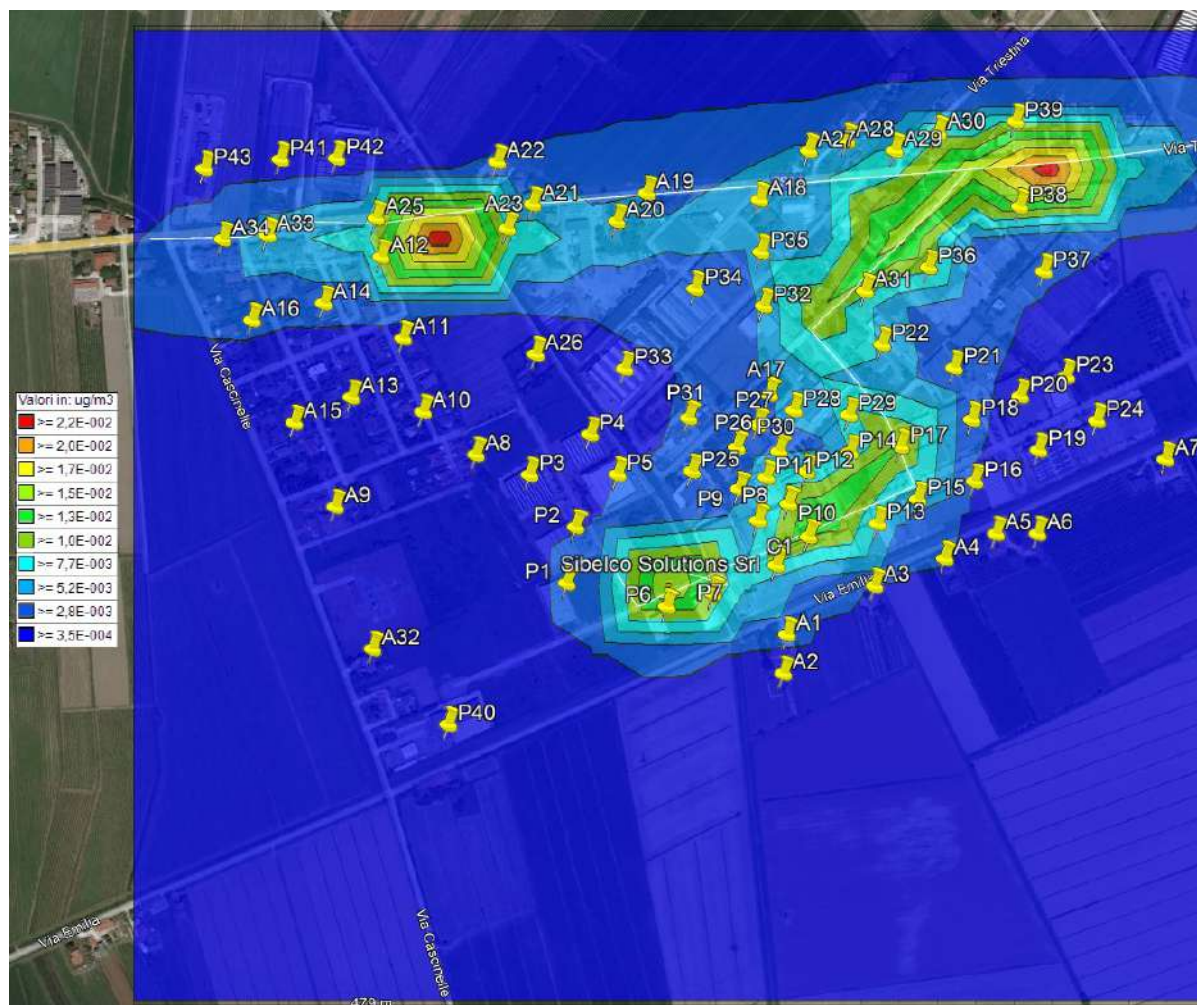 Via Triestina
P39
A30
A28
A29
A2
Via T
P43
P41
P42
A22
A19
A18
P38
A21
A20
A25
A23
A34
A33
A12
P35
P36
P37
P34
A31
P32
A16
A14
A11
A26
P33
P22
P21
P23
P20
A17
Via Cascinelle
A13
A15
A10
P27
P28
P29
P31
P18
P24
P4
P26
P30
P14
P17
P19
A7
A8
P3
P5
P25
P11
P12
P16
A9
P9
P8
P15
P2
P10
P13
A5
A6
C1
A4
Sibelco Solutions Srl
P1
P6
P7
Via Emilia
A3
A1
A2
A32
P40
Valori in: ug/m3
>= 2,2E-002
>= 2,0E-002
>= 1,7E-002
>= 1,5E-002
>= 1,3E-002
>= 1,0E-002
>= 7,7E-003
>= 5,2E-003
>= 2,8E-003
>= 3,5E-004
Via Emilia
Via Cascinelle
479 m